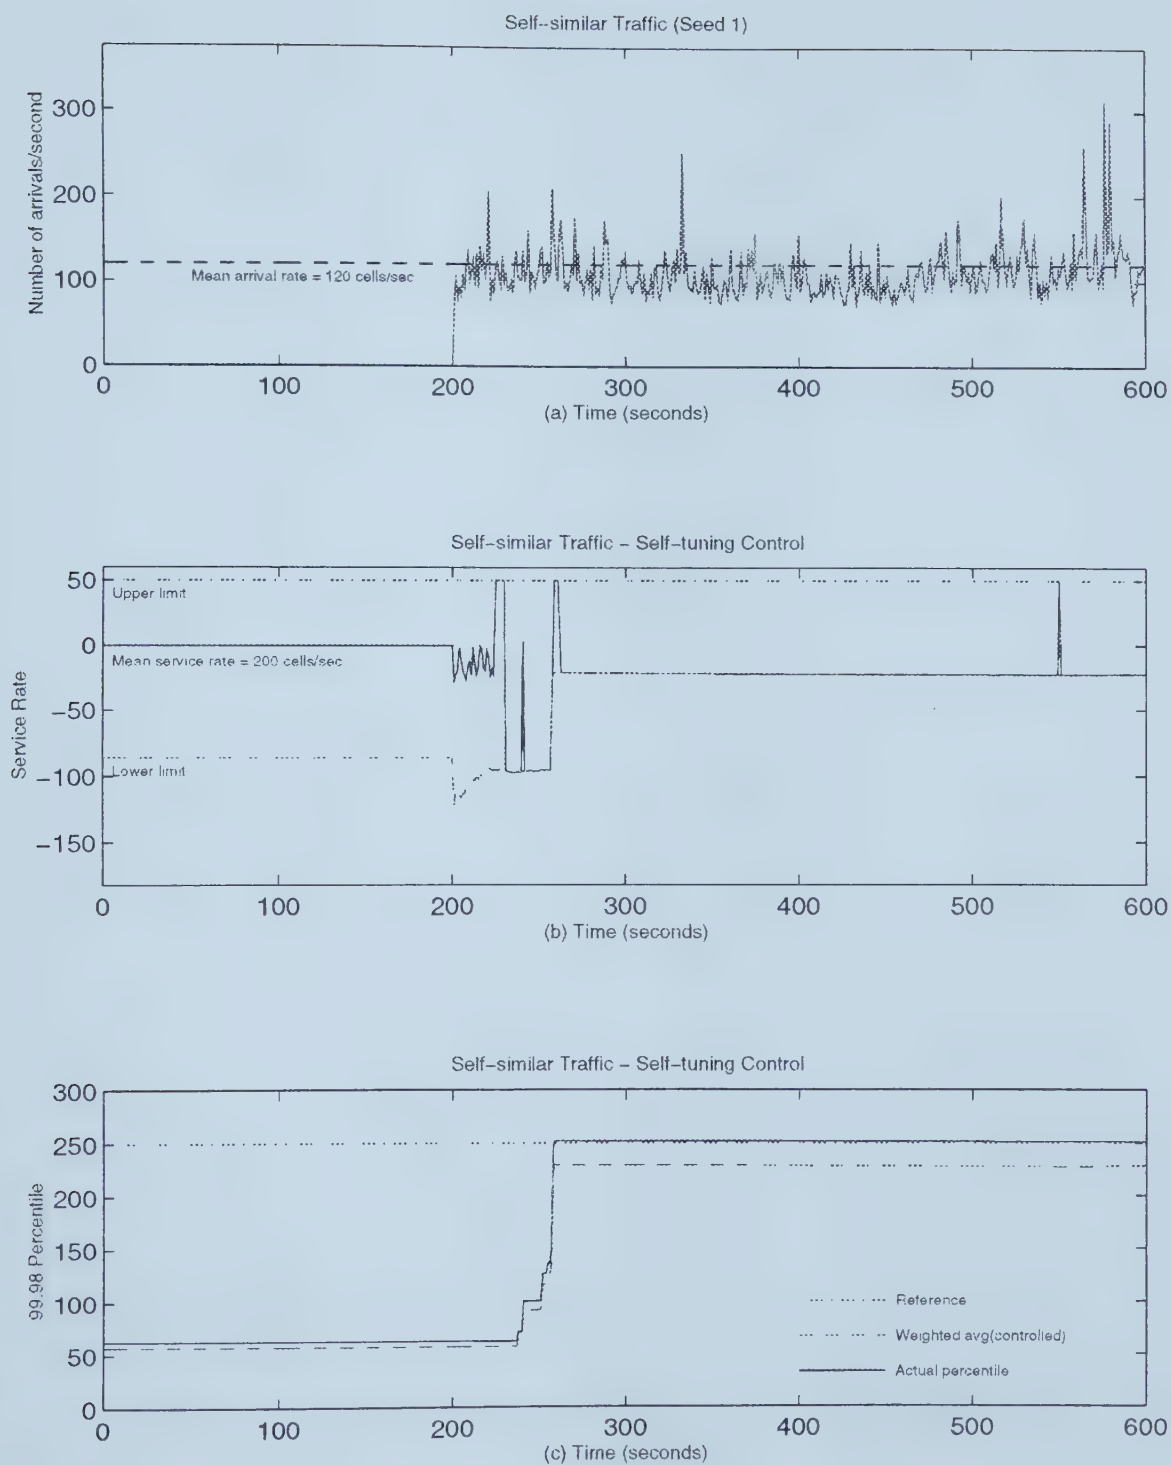 Self-similar Traffic (Seed 1)
Number of arrivals/second
300
200
100
0
Mean arrival rate = 120 cells/sec
0 100 200 300 400 500 600
(a) Time (seconds)
Self-similar Traffic - Self-tuning Control
Service Rate
50
0
-50
-100
-150
Upper limit
Mean service rate = 200 cells/sec
Lower limit
0 100 200 300 400 500 600
(b) Time (seconds)
Self-similar Traffic - Self-tuning Control
99.98 Percentile
300
250
200
150
100
50
0
Reference
Weighted avg(controlled)
Actual percentile
0 100 200 300 400 500 600
(c) Time (seconds)